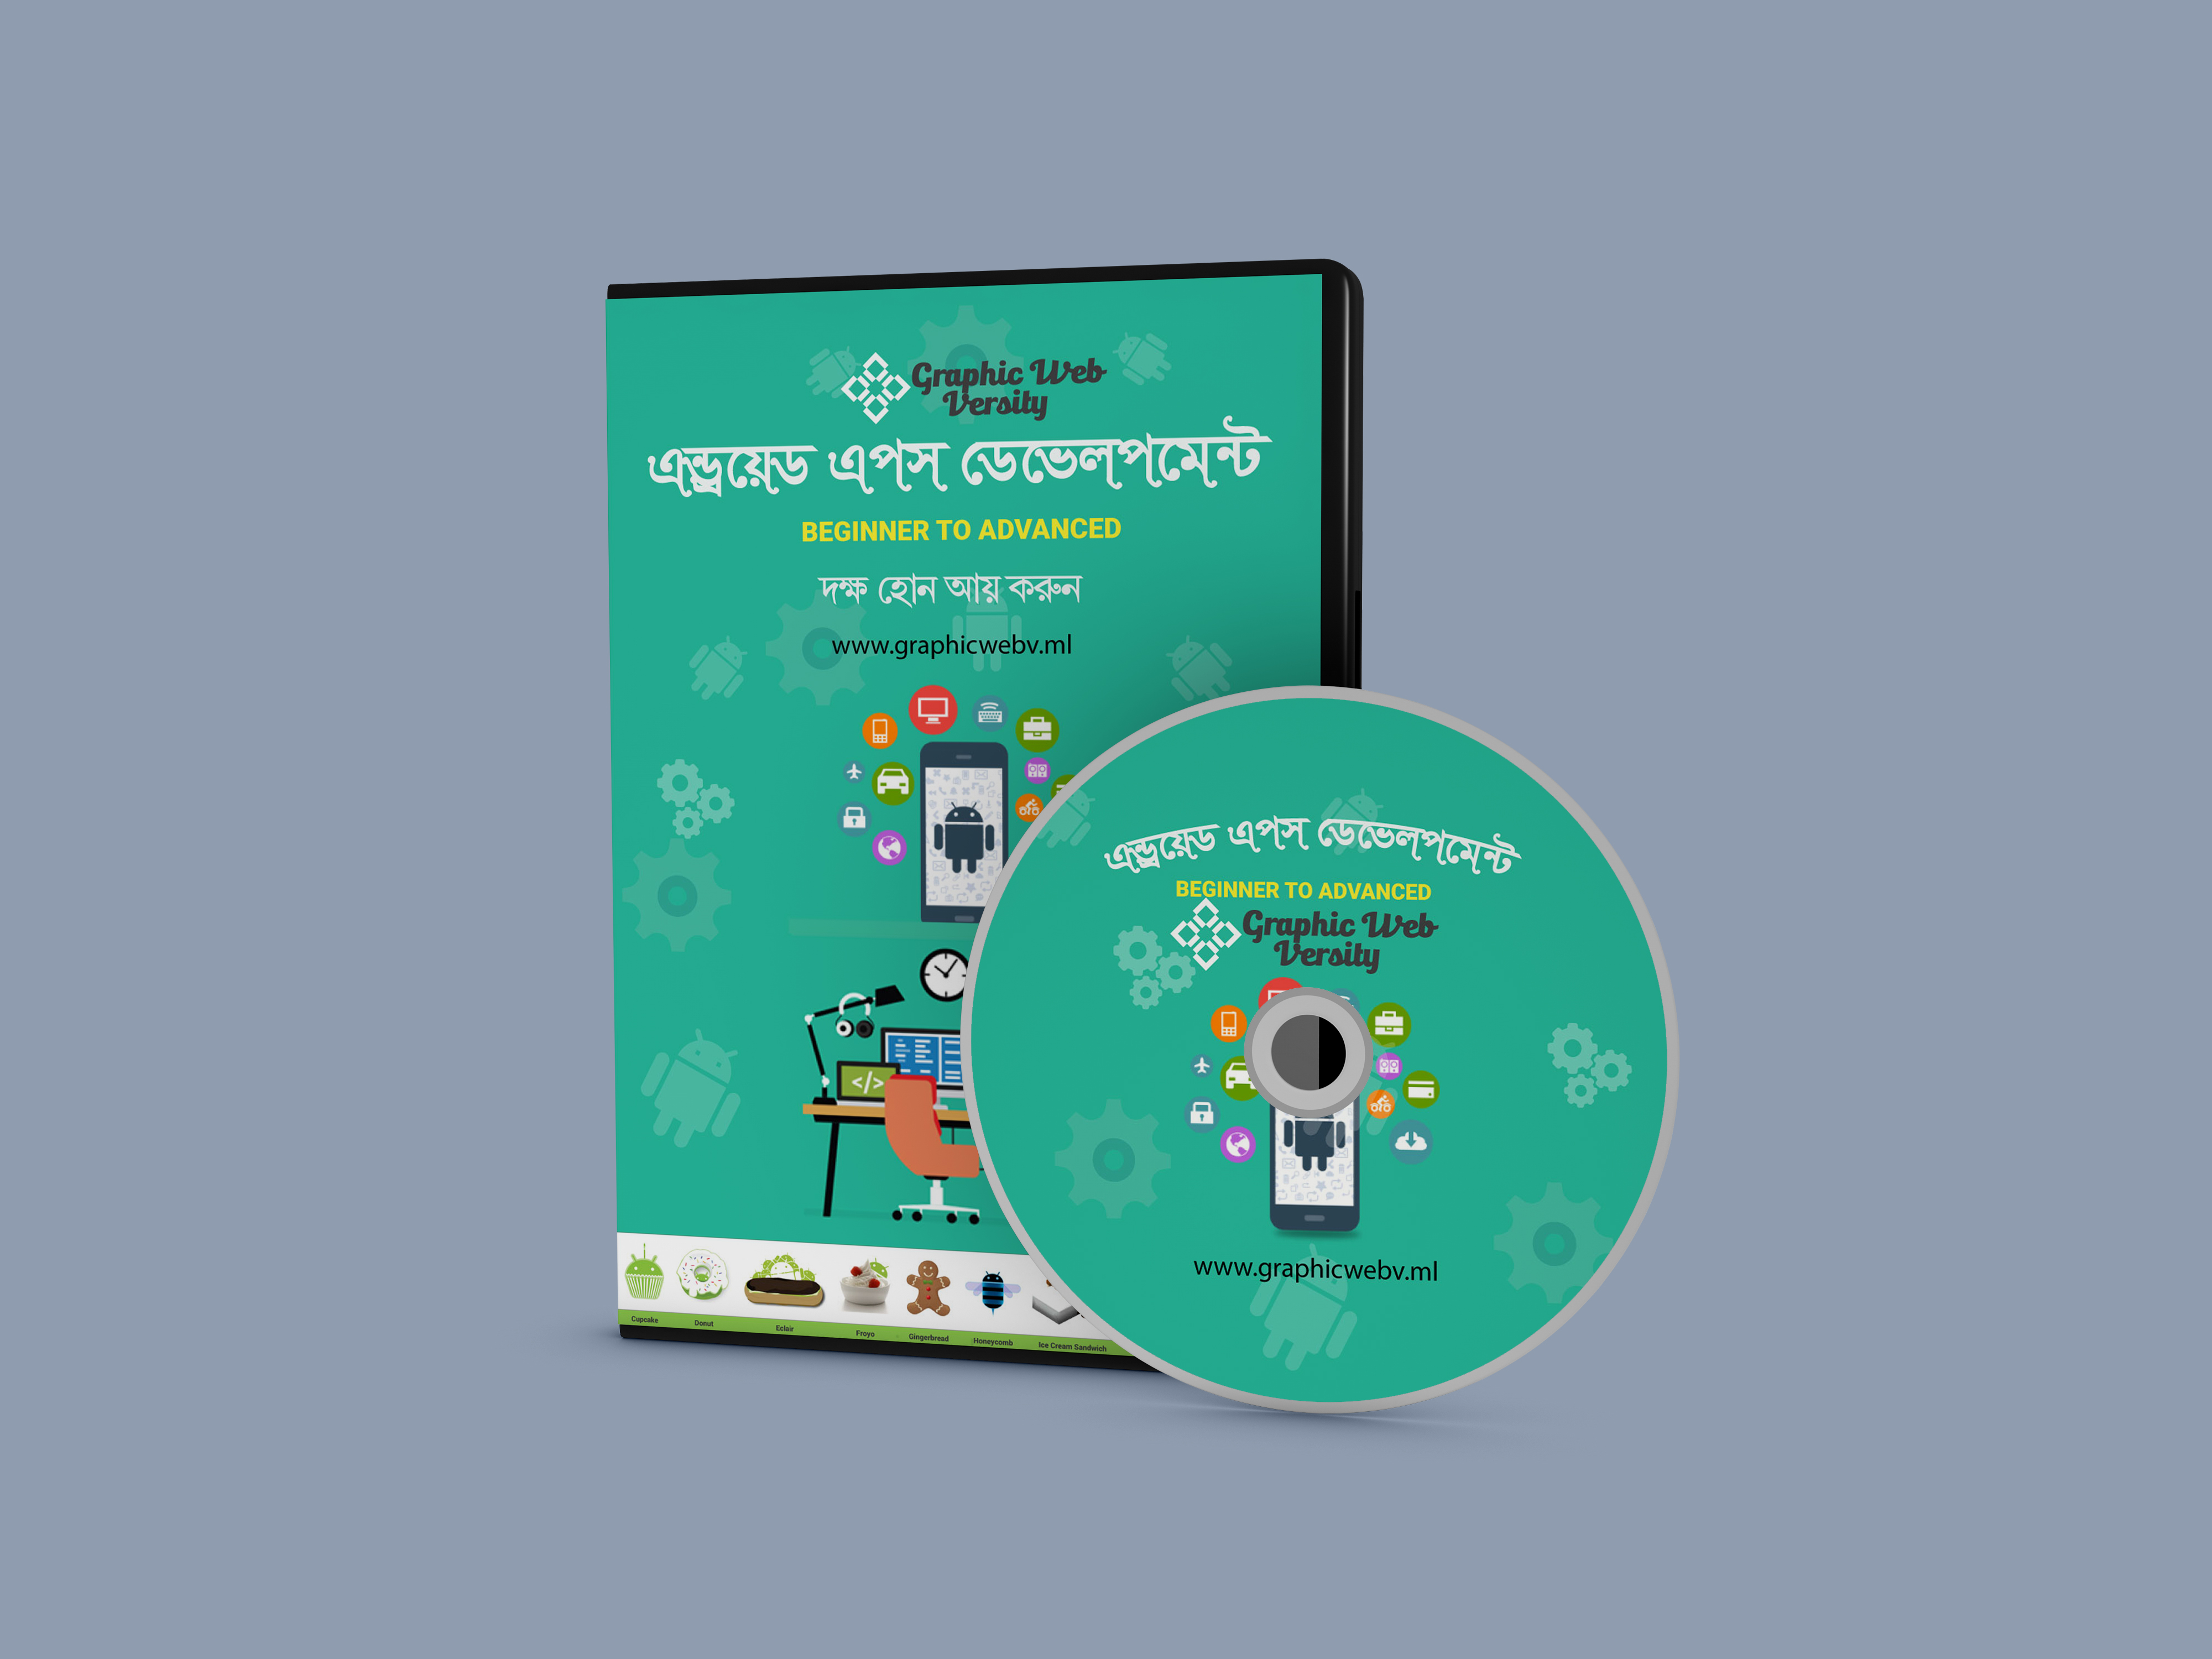 Graphic Web-
Versity
এন্ড্রয়েড এপস ডেভেলপমেন্ট
BEGINNER TO ADVANCED
দক্ষ হোন আয় করুন
www.graphicwebv.ml
</>
Cupcake
Donut
Eclair
Froyo
Gingerbread
Honeycomb
Ice Cream Sandwich
এন্ড্রয়েড এপস ডেভেলপমেন্ট
BEGINNER TO ADVANCED
Graphic Web-
Versity
www.graphicwebv.ml